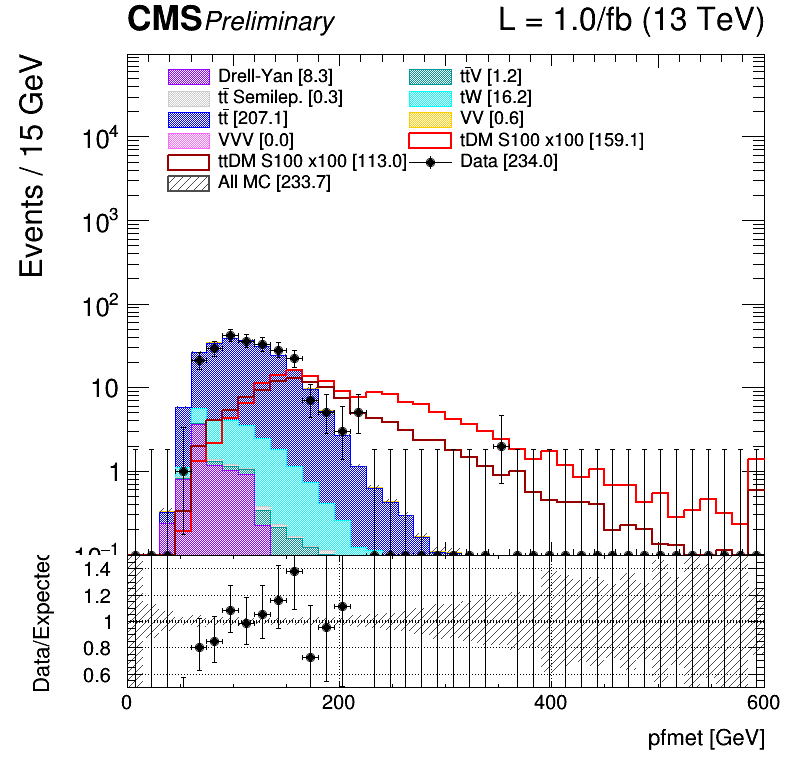 CMS Preliminary L = 1.0/fb (13 TeV)
Events / 15 GeV
Drell-Yan [8.3] tt̄V [1.2]
tt̄ Semilep. [0.3] tW [16.2]
tt̄ [207.1] VV [0.6]
VVV [0.0] tDM S100 x100 [159.1]
ttDM S100 x100 [113.0] Data [234.0]
All MC [233.7]
10⁴
10³
10²
10
1
10⁻¹
Data/Expected
1.4
1.2
1
0.8
0.6
0 200 400 600
pfmet [GeV]